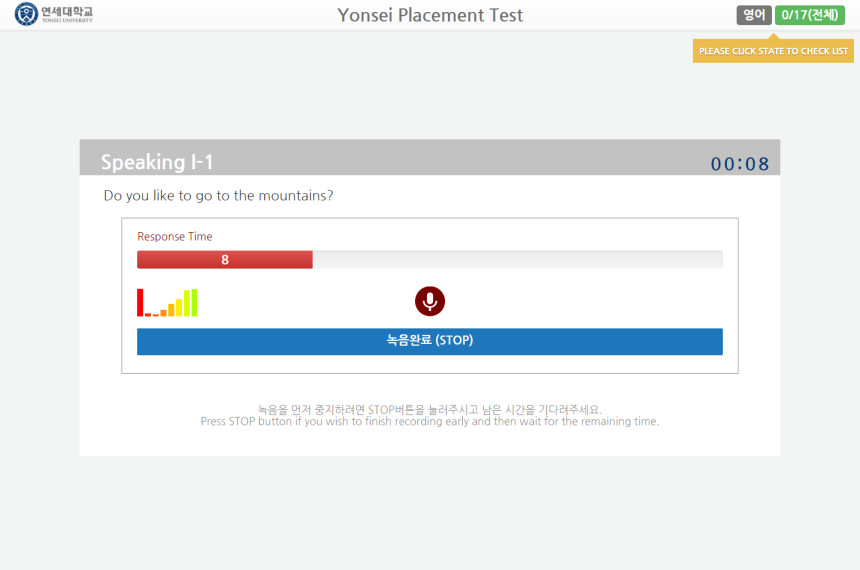 연세대학교
YONSEI UNIVERSITY
Yonsei Placement Test
영어
0/17(전체)
PLEASE CLICK STATE TO CHECK LIST
Speaking I-1
00:08
Do you like to go to the mountains?
Response Time
8
녹음완료 (STOP)
녹음을 먼저 중지하려면 STOP버튼을 눌러주시고 남은 시간을 기다려주세요.
Press STOP button if you wish to finish recording early and then wait for the remaining time.